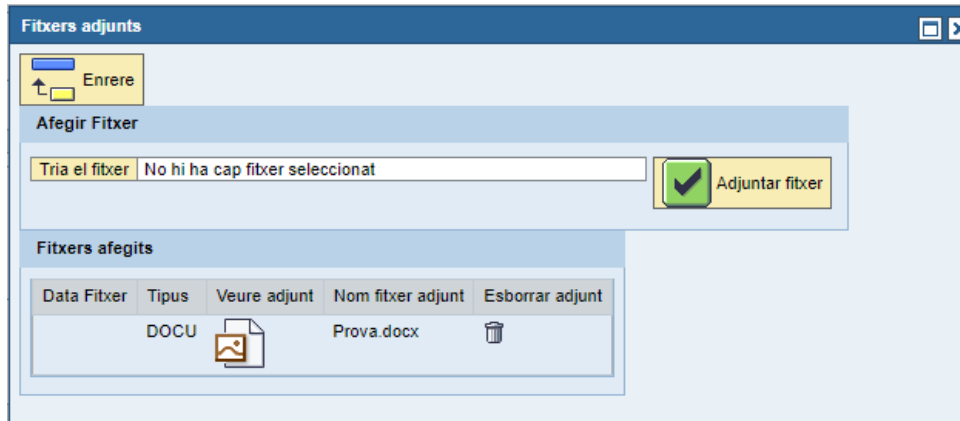 Fitxers adjunts
Enrere
Afegir Fitxer
Tria el fitxer No hi ha cap fitxer seleccionat
Adjuntar fitxer
Fitxers afegits
Data Fitxer Tipus Veure adjunt Nom fitxer adjunt Esborrar adjunt
DOCU Prova.docx